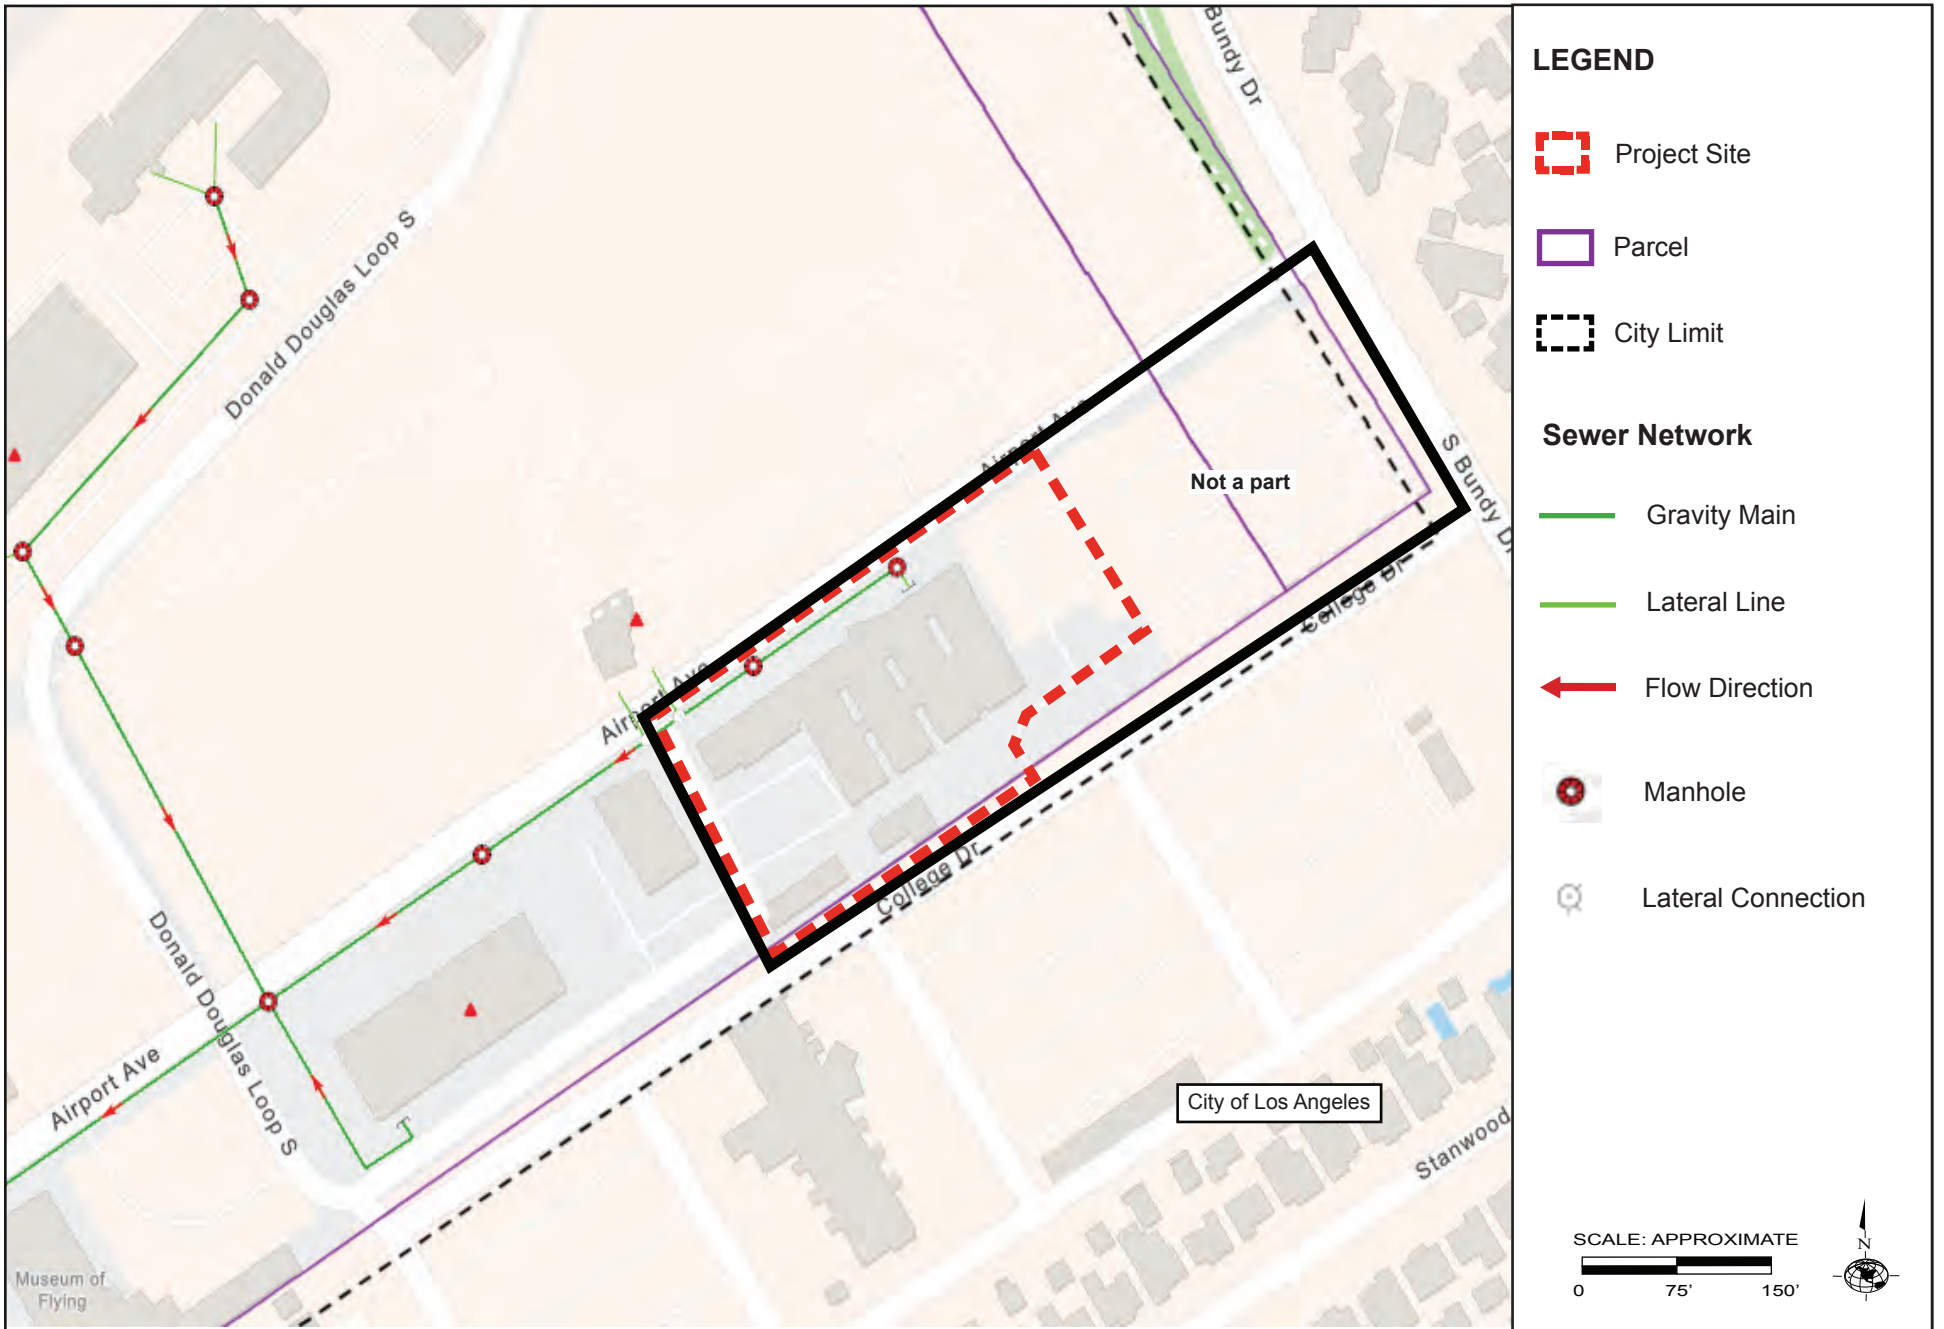 Bundy Dr
Donald Douglas Loop S
Airport Ave
Not a part
S Bundy Dr
College Dr
Airport Ave
College Dr
Donald Douglas Loop S
Airport Ave
City of Los Angeles
Stanwood
Museum of
Flying
LEGEND
Project Site
Parcel
City Limit
Sewer Network
Gravity Main
Lateral Line
Flow Direction
Manhole
Lateral Connection
SCALE: APPROXIMATE
0 75' 150'
N